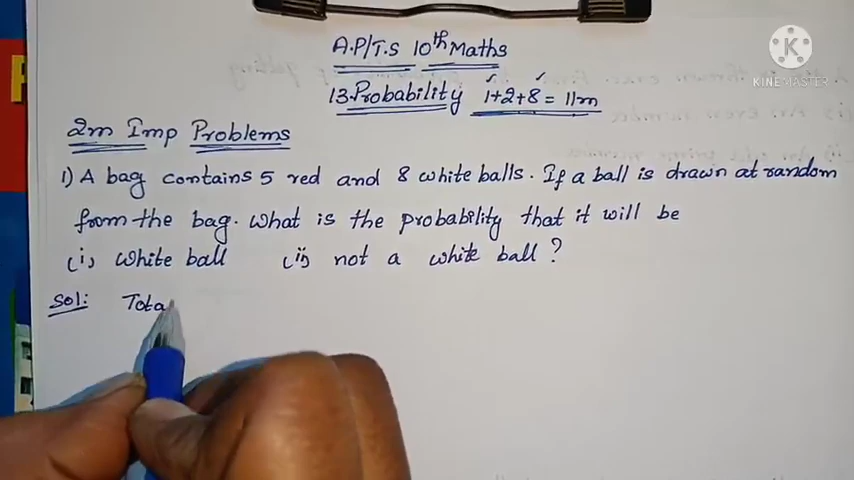 A.P/T.S 10th Maths
13.Probability 1+2+8 = 11m
2m Imp Problems
1) A bag contains 5 red and 8 white balls. If a ball is drawn at random
from the bag. What is the probability that it will be
(i) White ball (ii) not a white ball?
Sol: Tota
KINEMASTER